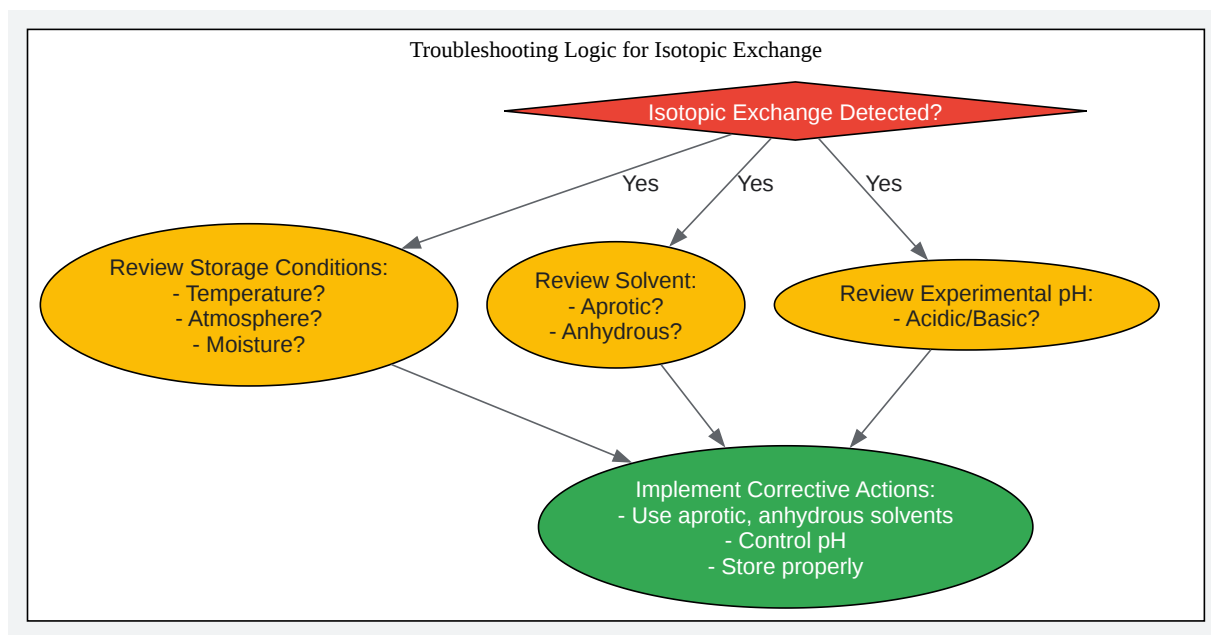 Troubleshooting Logic for Isotopic Exchange
Isotopic Exchange Detected?
Yes
Yes
Yes
Review Storage Conditions:
- Temperature?
- Atmosphere?
- Moisture?
Review Solvent:
- Aprotic?
- Anhydrous?
Review Experimental pH:
- Acidic/Basic?
Implement Corrective Actions:
- Use aprotic, anhydrous solvents
- Control pH
- Store properly